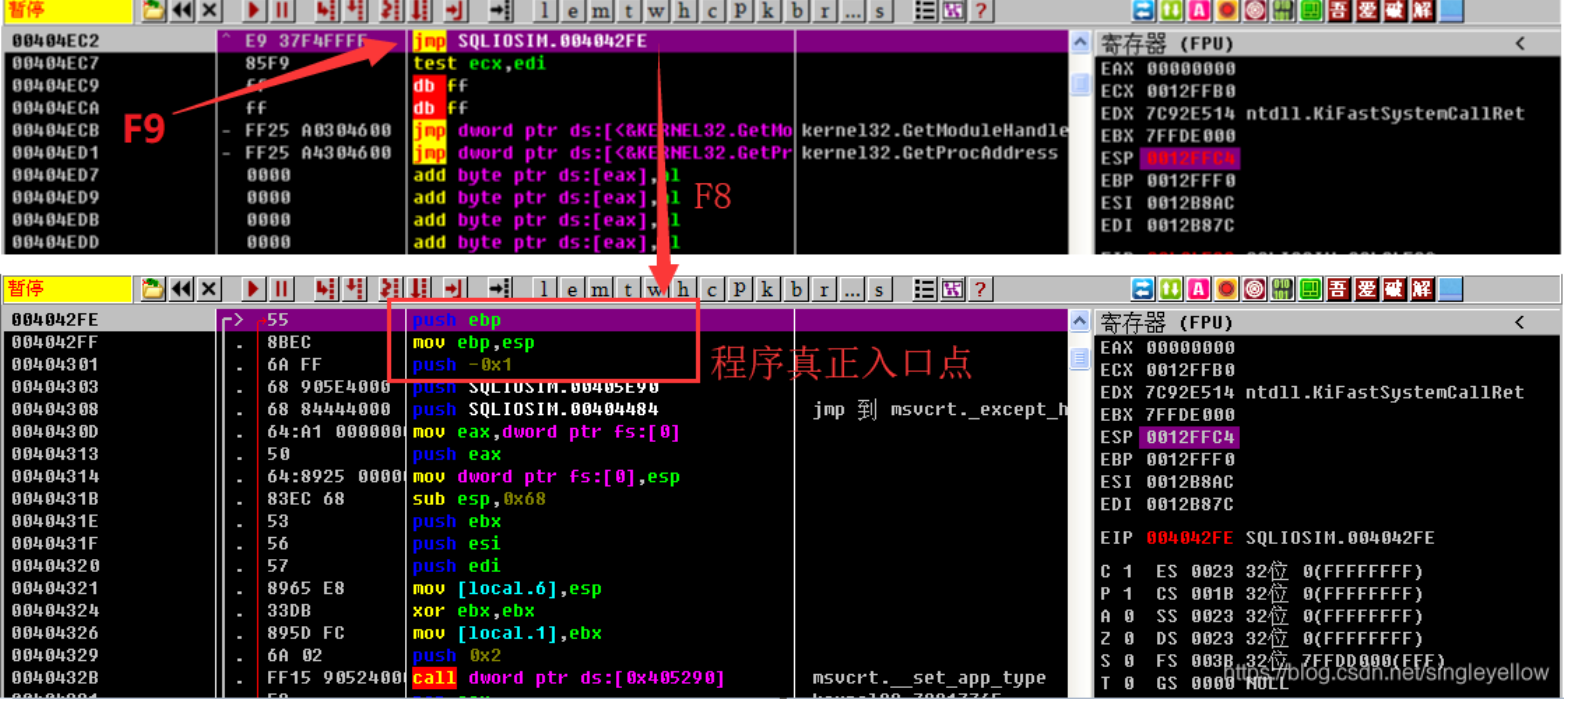 暂停 l e m t w h c p k b r ... s ? 吾 爱 破 解
00404EC2 ^ E9 37F4FFFF jmp SQLIOSIM.004042FE
00404EC7 85F9 test ecx,edi
00404EC9 ff db ff
00404ECA ff db ff
00404ECB - FF25 A0304600 jmp dword ptr ds:[<&KERNEL32.GetMo kernel32.GetModuleHandle
00404ED1 - FF25 A4304600 jmp dword ptr ds:[<&KERNEL32.GetPr kernel32.GetProcAddress
00404ED7 0000 add byte ptr ds:[eax],al
00404ED9 0000 add byte ptr ds:[eax],al
00404EDB 0000 add byte ptr ds:[eax],al
00404EDD 0000 add byte ptr ds:[eax],al
F9
F8
寄存器 (FPU) <
EAX 00000000
ECX 0012FFB0
EDX 7C92E514 ntdll.KiFastSystemCallRet
EBX 7FFDE000
ESP 0012FFC4
EBP 0012FFF0
ESI 0012B8AC
EDI 0012B87C
暂停 l e m t w h c p k b r ... s ? 吾 爱 破 解
004042FE > 55 push ebp
004042FF . 8BEC mov ebp,esp
00404301 . 6A FF push -0x1
00404303 . 68 905E4000 push SQLIOSIM.00405E90
00404308 . 68 84444000 push SQLIOSIM.00404484 jmp 到 msvcrt._except_h
0040430D . 64:A1 0000000 mov eax,dword ptr fs:[0]
00404313 . 50 push eax
00404314 . 64:8925 0000 mov dword ptr fs:[0],esp
0040431B . 83EC 68 sub esp,0x68
0040431E . 53 push ebx
0040431F . 56 push esi
00404320 . 57 push edi
00404321 . 8965 E8 mov [local.6],esp
00404324 . 33DB xor ebx,ebx
00404326 . 895D FC mov [local.1],ebx
00404329 . 6A 02 push 0x2
0040432B . FF15 90524000 call dword ptr ds:[0x405290] msvcrt.__set_app_type
程序真正入口点
寄存器 (FPU) <
EAX 00000000
ECX 0012FFB0
EDX 7C92E514 ntdll.KiFastSystemCallRet
EBX 7FFDE000
ESP 0012FFC4
EBP 0012FFF0
ESI 0012B8AC
EDI 0012B87C
EIP 004042FE SQLIOSIM.004042FE
C 1 ES 0023 32位 0(FFFFFFFF)
P 1 CS 001B 32位 0(FFFFFFFF)
A 0 SS 0023 32位 0(FFFFFFFF)
Z 0 DS 0023 32位 0(FFFFFFFF)
S 0 FS 003B 32位 7FFDD000(FFF)
T 0 GS 0000 NULL
https://blog.csdn.net/singleyellow